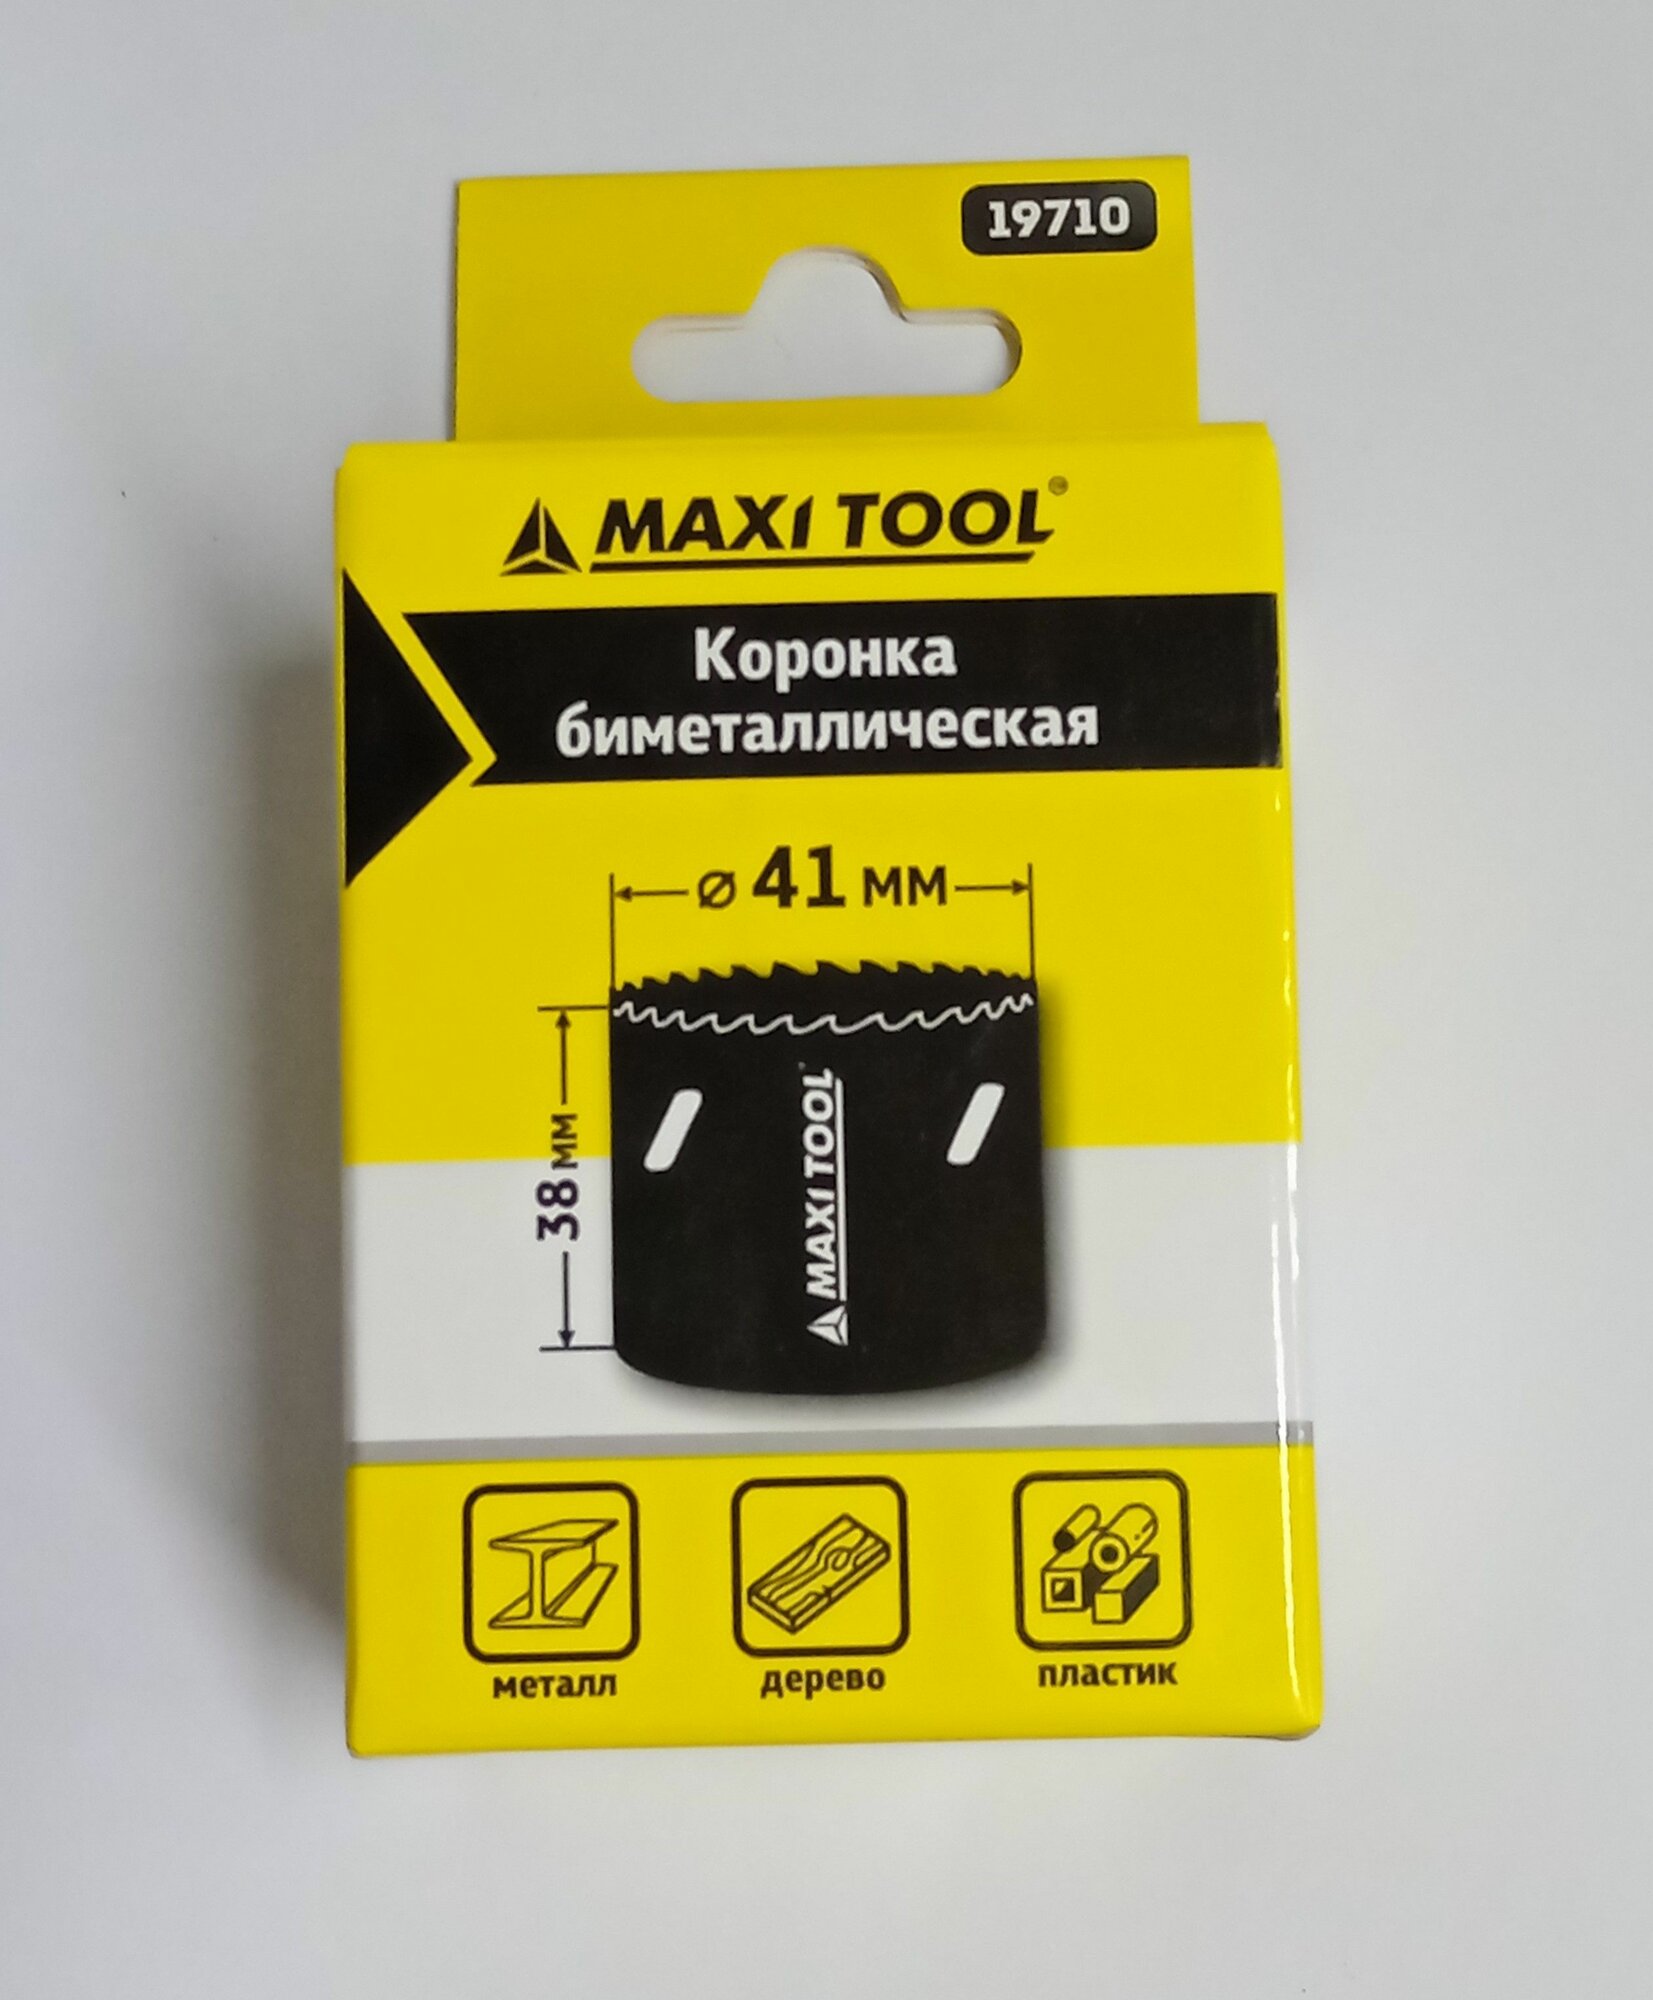 19710
MAXI TOOL®
Коронка
биметаллическая
ø 41 мм
38 мм
MAXI TOOL
металл
дерево
пластик